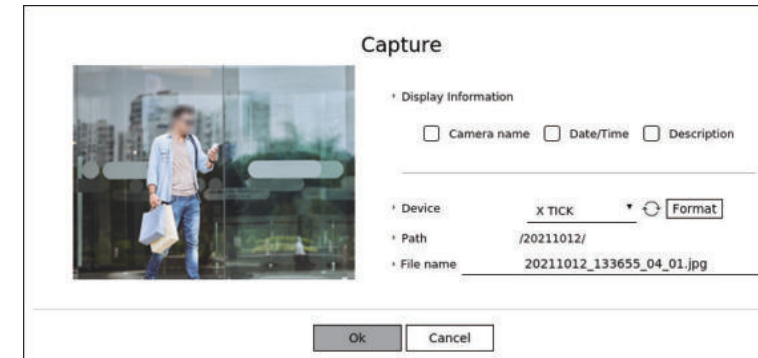 Capture
Display Information
Camera name Date/Time Description
Device X TICK Format
Path /20211012/
File name 20211012_133655_04_01.jpg
Ok Cancel